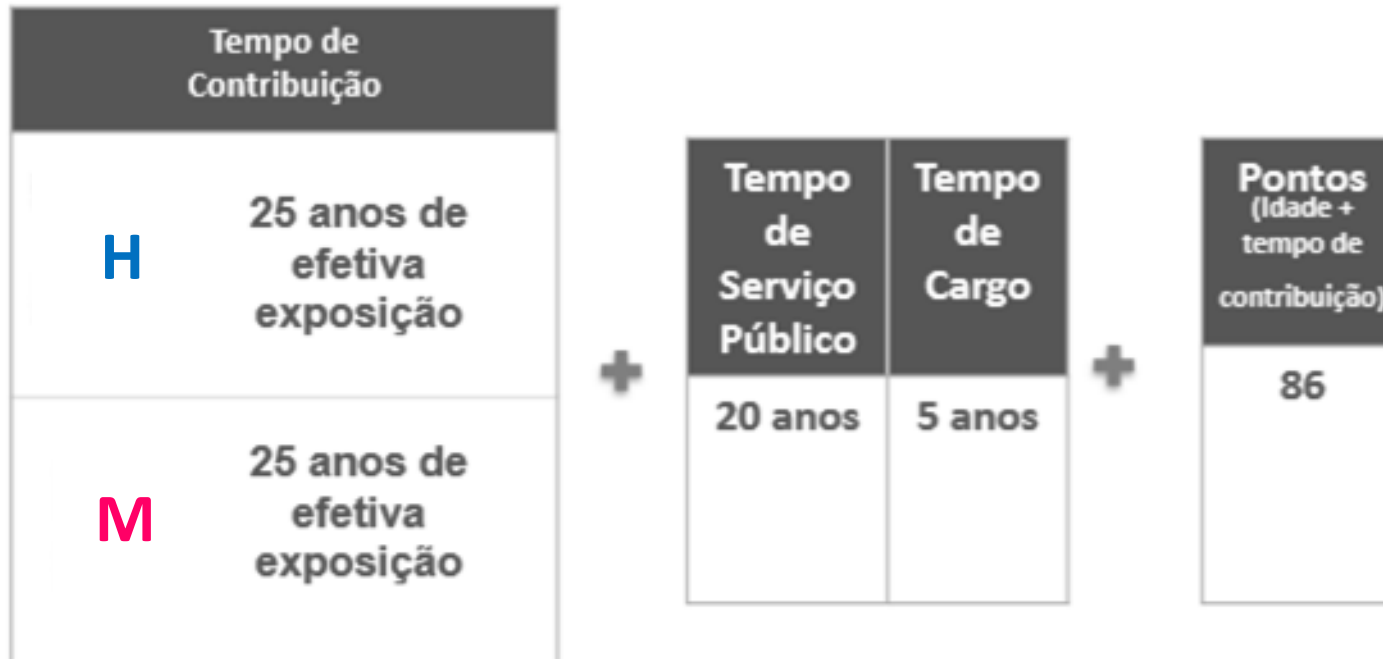 Tempo de
Contribuição
H
25 anos de
efetiva
exposição
M
25 anos de
efetiva
exposição
Tempo
de
Serviço
Público
Tempo
de
Cargo
20 anos
5 anos
Pontos
(Idade +
tempo de
contribuição)
86